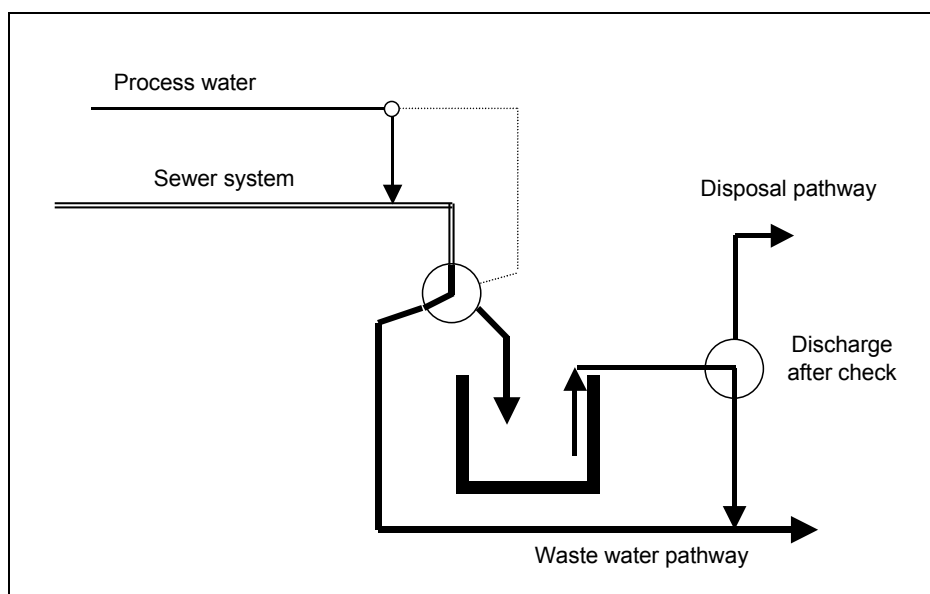 Process water
Sewer system
Disposal pathway
Discharge
after check
Waste water pathway